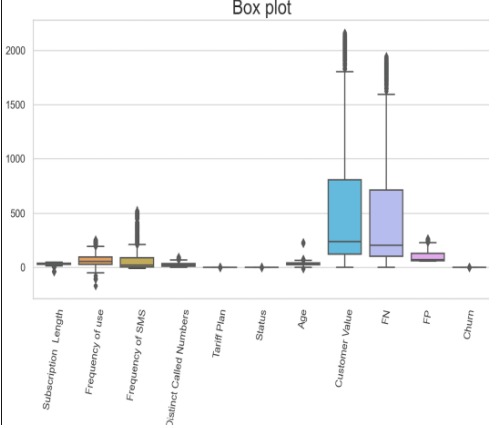 Box plot
2000
1500
1000
500
0
Subscription Length
Frequency of use
Frequency of SMS
Distinct Called Numbers
Tariff Plan
Status
Age
Customer Value
FN
FP
Churn